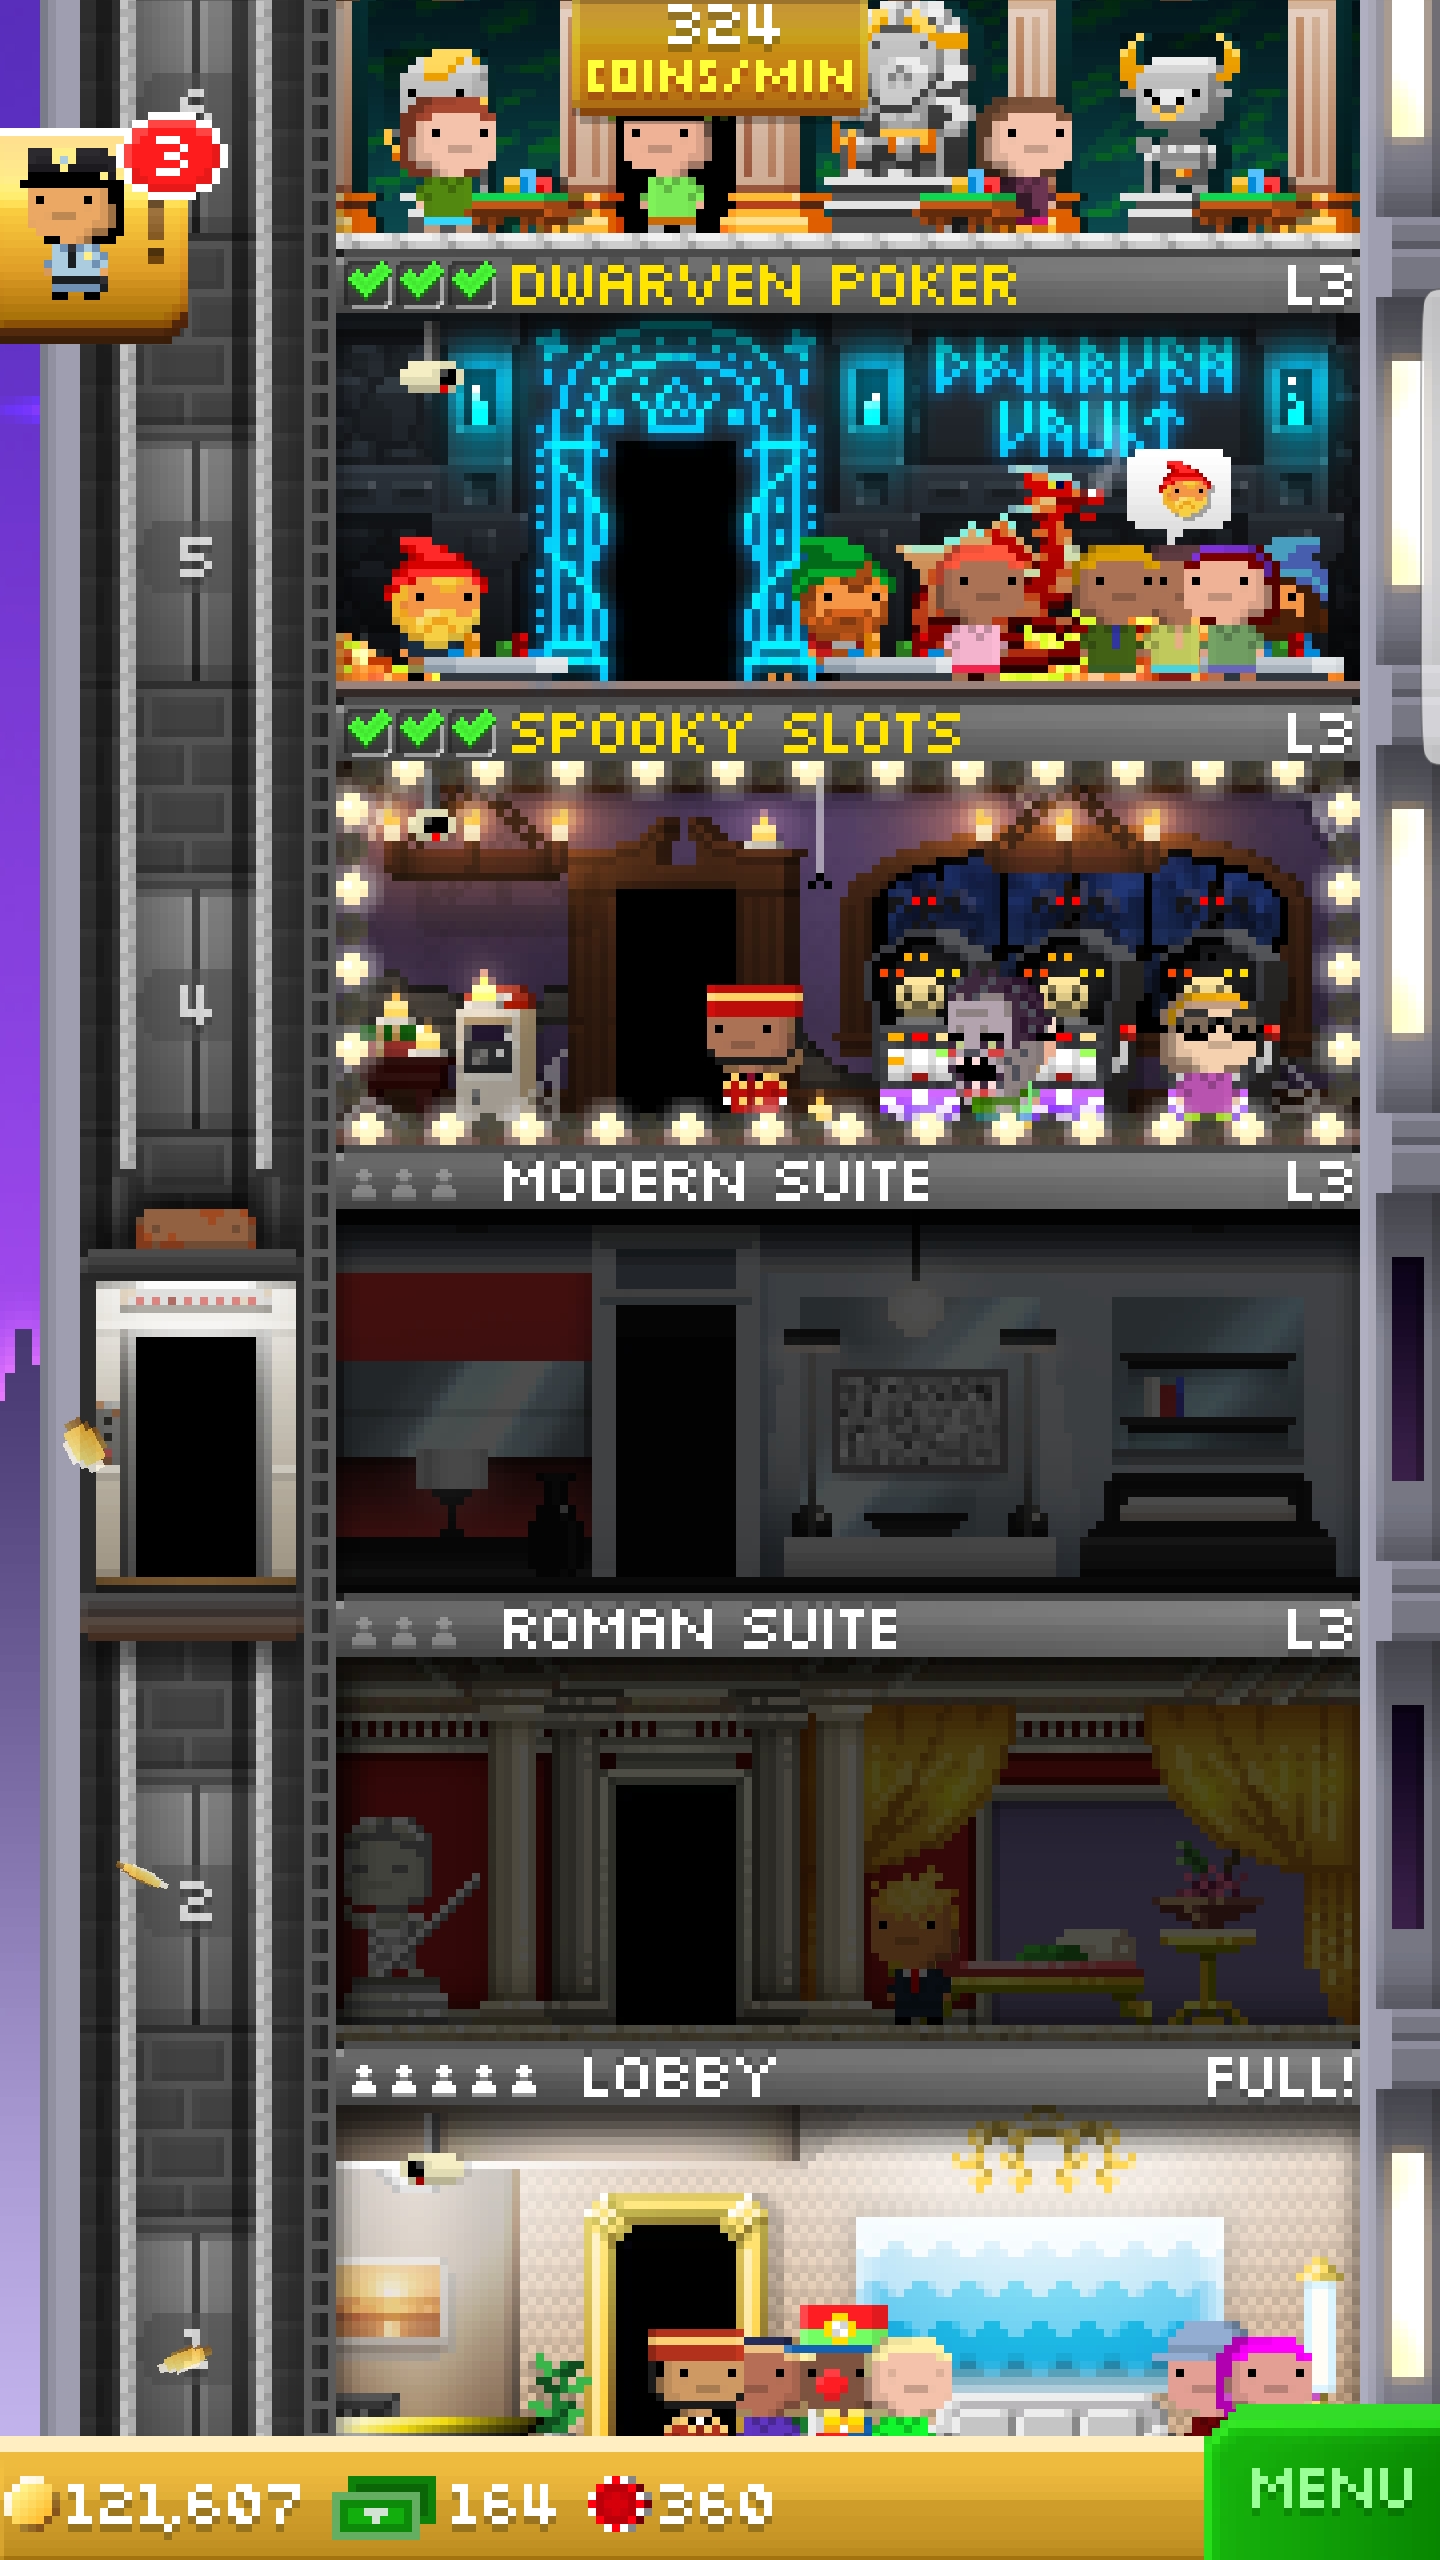 324
COINS/MIN
3
DWARVEN POKER L3
DWARVEN
VAULT
5
SPOOKY SLOTS L3
4
MODERN SUITE L3
ROMAN SUITE L3
2
LOBBY FULL!
1
121,607 164 360
MENU